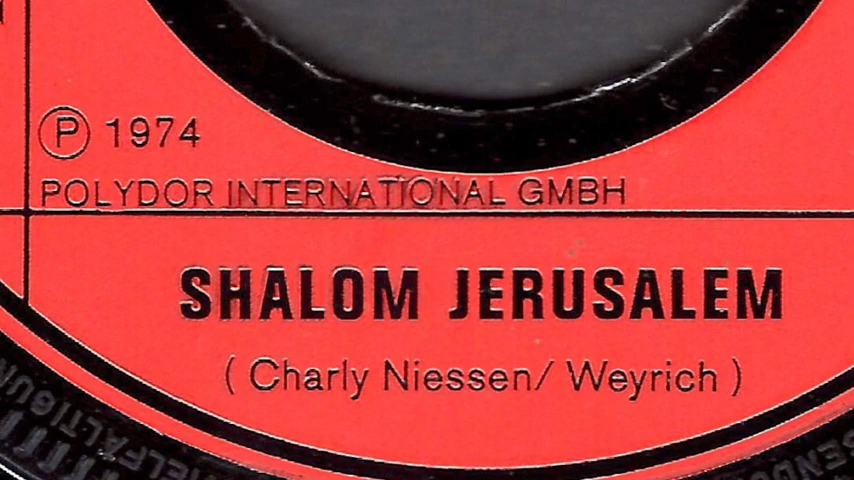 Ⓟ 1974
POLYDOR INTERNATIONAL GMBH
SHALOM JERUSALEM
( Charly Niessen/ Weyrich )